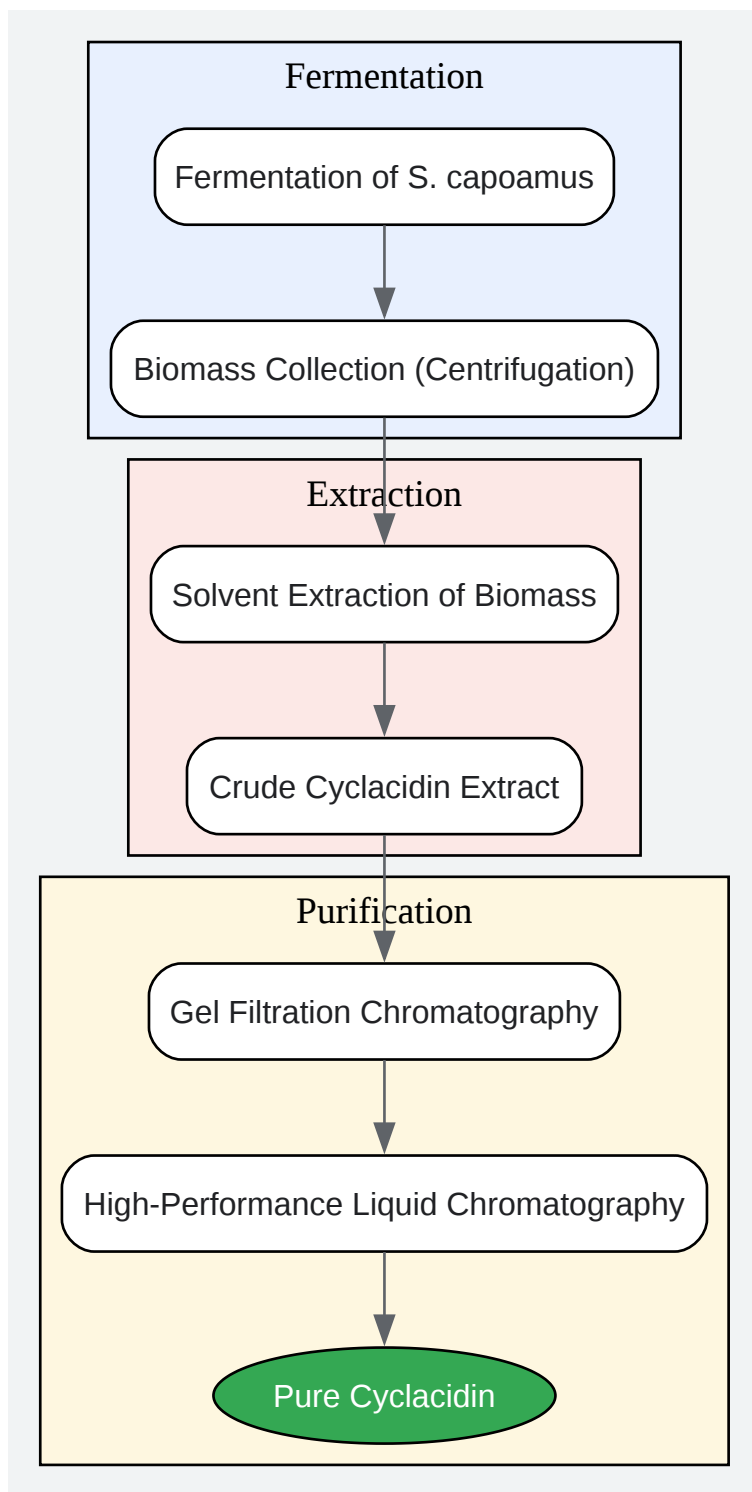 Fermentation
Fermentation of S. capoamus
Biomass Collection (Centrifugation)
Extraction
Solvent Extraction of Biomass
Crude Cyclacidin Extract
Purification
Gel Filtration Chromatography
High-Performance Liquid Chromatography
Pure Cyclacidin